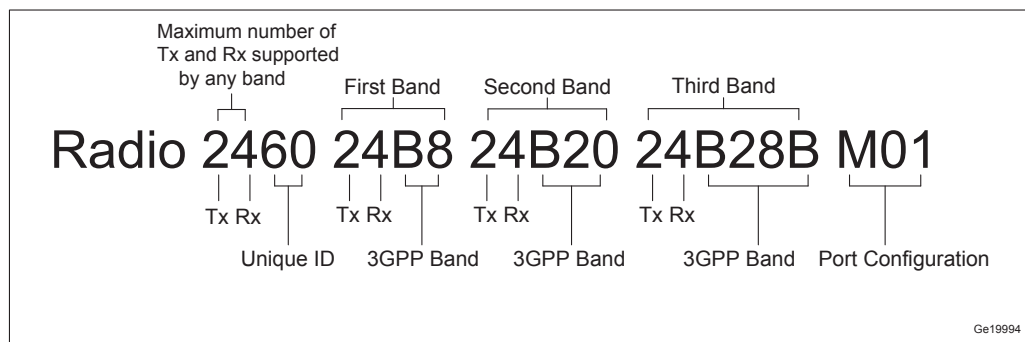 Maximum number of
Tx and Rx supported
by any band
First Band
Second Band
Third Band
Radio 2460 24B8 24B20 24B28B M01
Tx Rx
Tx Rx
Tx Rx
Tx Rx
Unique ID
3GPP Band
3GPP Band
3GPP Band
Port Configuration
Ge19994